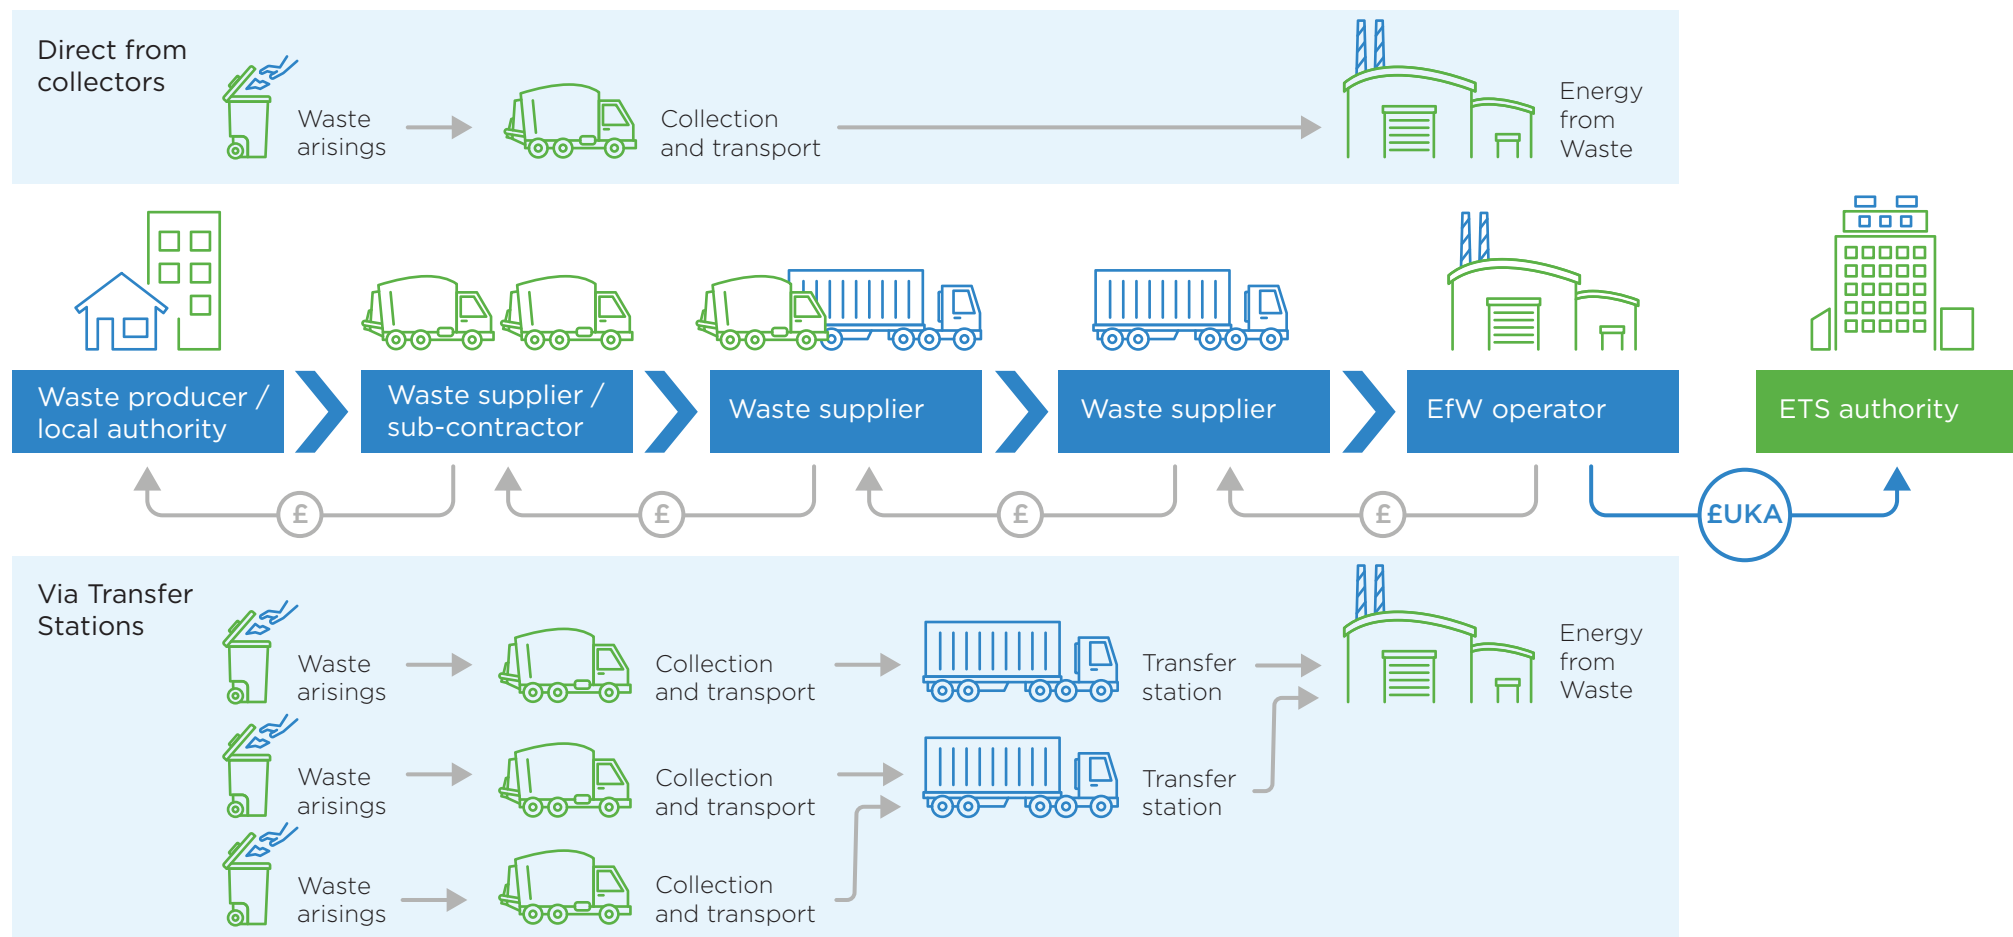 Direct from
collectors
Waste
arisings
Collection
and transport
Energy
from
Waste
Waste producer /
local authority
Waste supplier /
sub-contractor
Waste supplier
Waste supplier
EfW operator
ETS authority
£
£
£
£
£UKA
Via Transfer
Stations
Waste
arisings
Collection
and transport
Transfer
station
Energy
from
Waste
Waste
arisings
Collection
and transport
Transfer
station
Waste
arisings
Collection
and transport